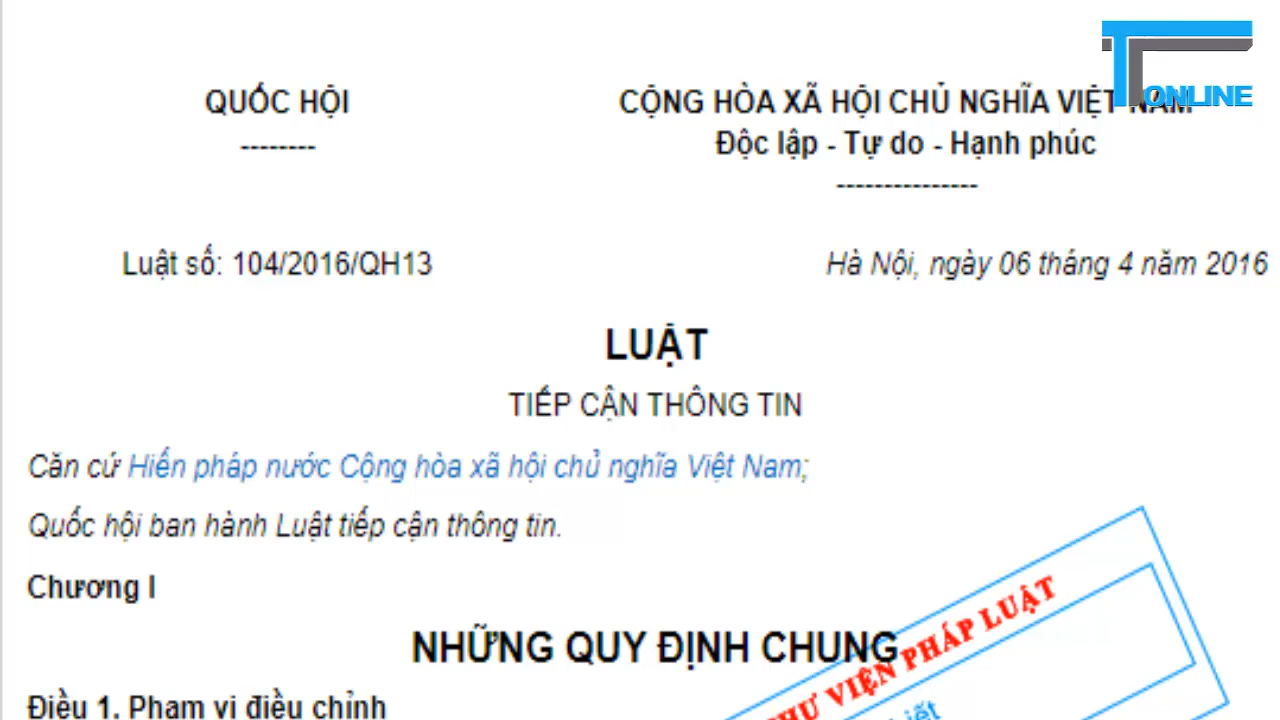 QUỐC HỘI
--------
CỘNG HÒA XÃ HỘI CHỦ NGHĨA VIỆT NAM
Độc lập - Tự do - Hạnh phúc
---------------
ONLINE
Luật số: 104/2016/QH13
Hà Nội, ngày 06 tháng 4 năm 2016
LUẬT
TIẾP CẬN THÔNG TIN
Căn cứ Hiến pháp nước Cộng hòa xã hội chủ nghĩa Việt Nam;
Quốc hội ban hành Luật tiếp cận thông tin.
Chương I
NHỮNG QUY ĐỊNH CHUNG
VIỆN PHÁP LUẬT
Điều 1. Phạm vi điều chỉnh